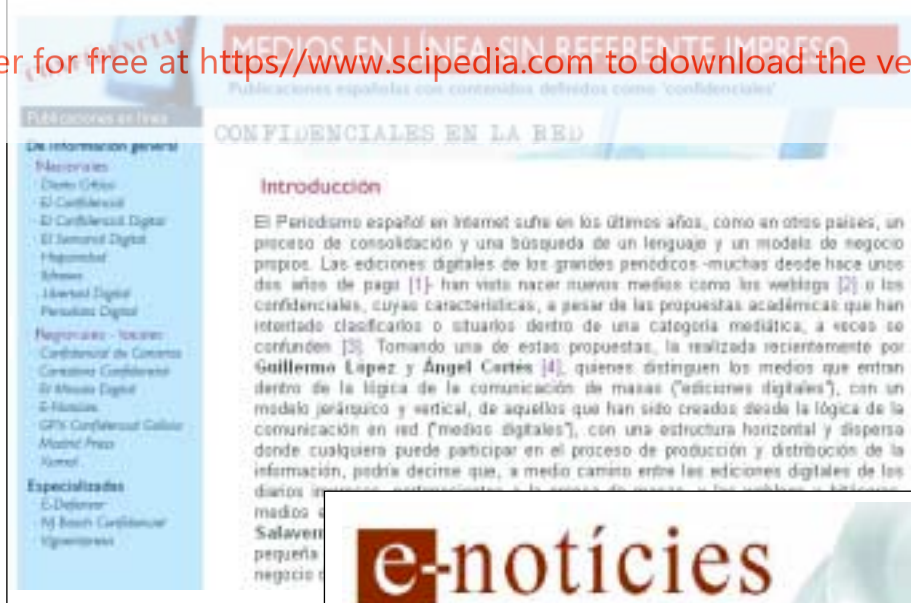 MEDIOS EN LÍNEA SIN REFERENTE IMPRESO
er for free at https//www.scipedia.com to download the ve
Publicaciones españolas con contenidos definidos como 'confidenciales'
Publicaciones en línea
De información general
Nacionales
Diario Crítico
El Confidencial
El Confidencial Digital
El Semanal Digital
Hispanidad
Libertad Digital
Periodista Digital
Regionales - locales
Confidencial de Canarias
Cantabria Confidencial
E-Noticies
GPX Confidencial Galicia
Madrid Press
Xornal
Especializados
E-Defensor
CONFIDENCIALES EN LA RED
Introducción
El Periodismo español en Internet sufre en los últimos años, como en otros países, un
proceso de consolidación y una búsqueda de un lenguaje y un modelo de negocio
propios. Las ediciones digitales de los grandes periódicos -muchas desde hace unos
dos años de pago [1]- han visto nacer nuevos medios como los weblogs [2] o los
confidenciales, cuyas características, a pesar de las propuestas académicas que han
intentado clasificarlos o situarlos dentro de una categoría mediática, a veces se
confunden [3]. Tomando una de estas propuestas, la realizada recientemente por
Guillermo López y Ángel Cortés [4], quienes distinguen los medios que entran
dentro de la lógica de la comunicación de masas ("ediciones digitales"), con un
modelo jerárquico y vertical, de aquellos que han sido creados desde la lógica de la
comunicación en red ("medios digitales"), con una estructura horizontal y dispersa
donde cualquiera puede participar en el proceso de producción y distribución de la
información, podría decirse que, a medio camino entre las ediciones digitales de los
diarios
medios
Salaver
pequeña
negocio
e-notícies